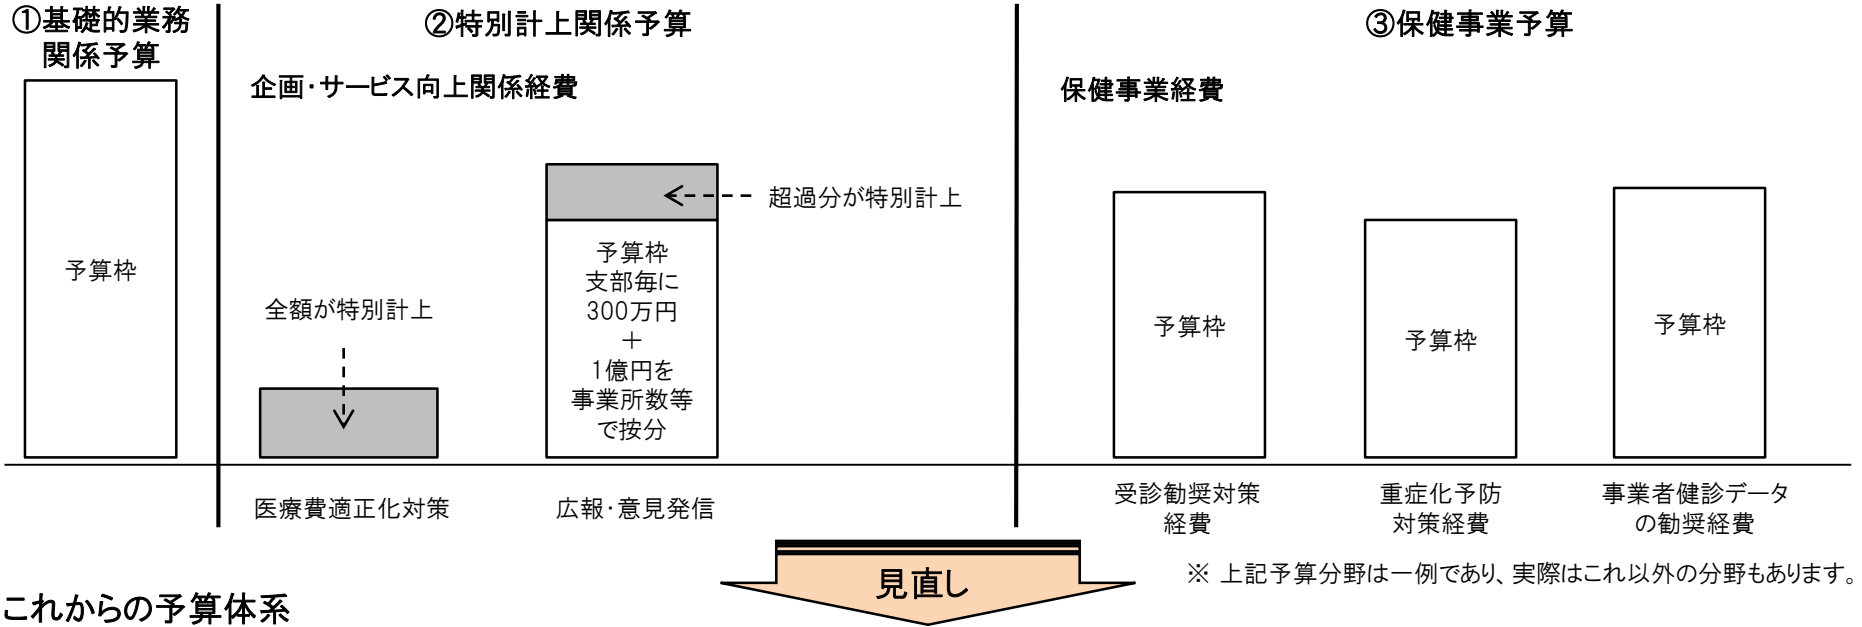 ①基礎的業務
関係予算
②特別計上関係予算
③保健事業予算
企画・サービス向上関係経費
保健事業経費
予算枠
全額が特別計上
超過分が特別計上
予算枠
支部毎に
300万円
＋
1億円を
事業所数等
で按分
予算枠
予算枠
予算枠
医療費適正化対策
広報・意見発信
受診勧奨対策
経費
重症化予防
対策経費
事業者健診データ
の勧奨経費
見直し
※ 上記予算分野は一例であり、実際はこれ以外の分野もあります。
これからの予算体系